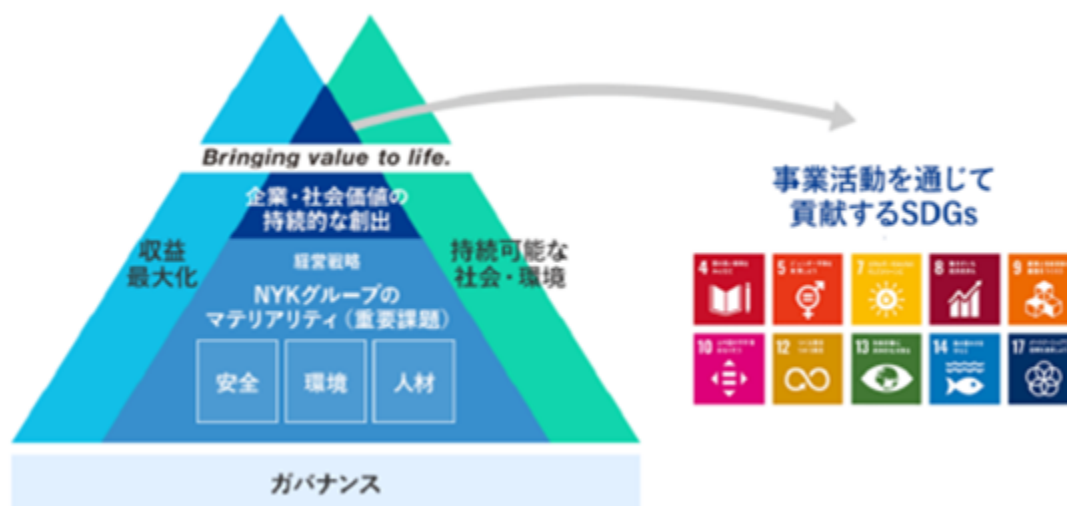 Bringing value to life.
企業・社会価値の
持続的な創出
収益
最大化
持続可能な
社会・環境
経営戦略
NYKグループの
マテリアリティ（重要課題）
安全
環境
人材
ガバナンス
事業活動を通じて
貢献するSDGs
4
5
7
8
9
10
12
13
14
17